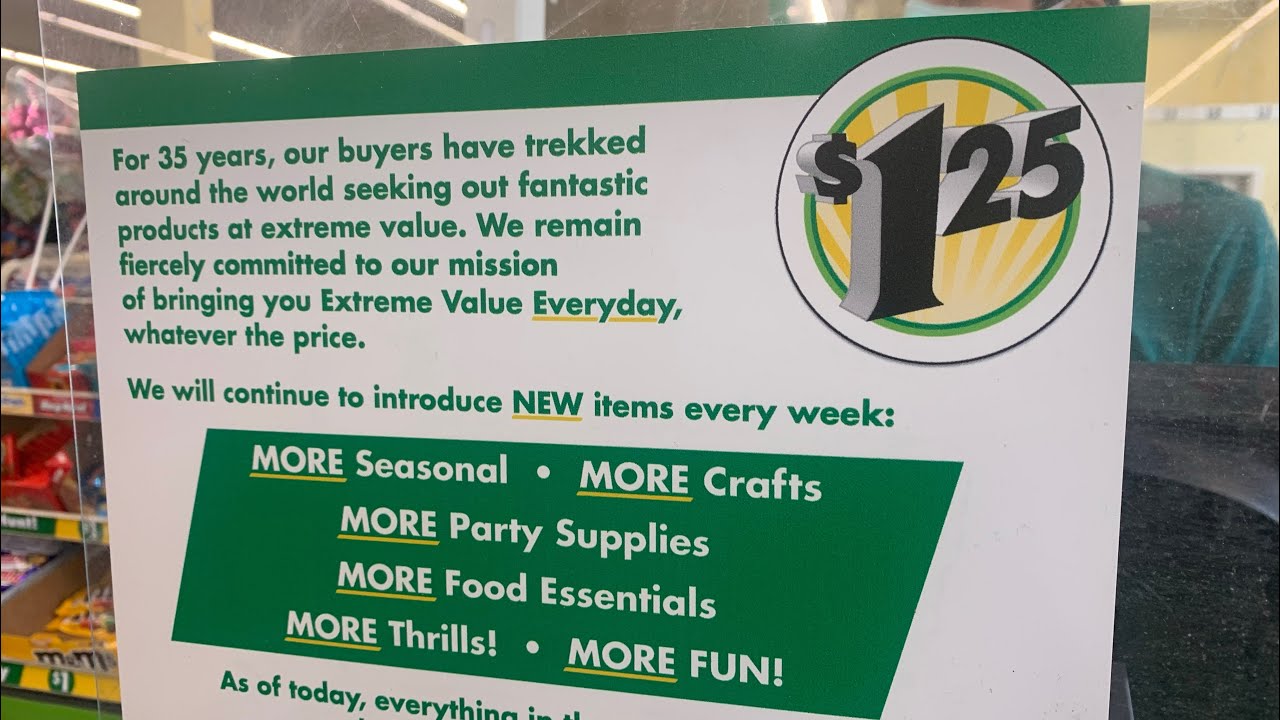 $1 25
For 35 years, our buyers have trekked
around the world seeking out fantastic
products at extreme value. We remain
fiercely committed to our mission
of bringing you Extreme Value Everyday,
whatever the price.
We will continue to introduce NEW items every week:
MORE Seasonal • MORE Crafts
MORE Party Supplies
MORE Food Essentials
MORE Thrills! • MORE FUN!
As of today, everything in
m&m
$1